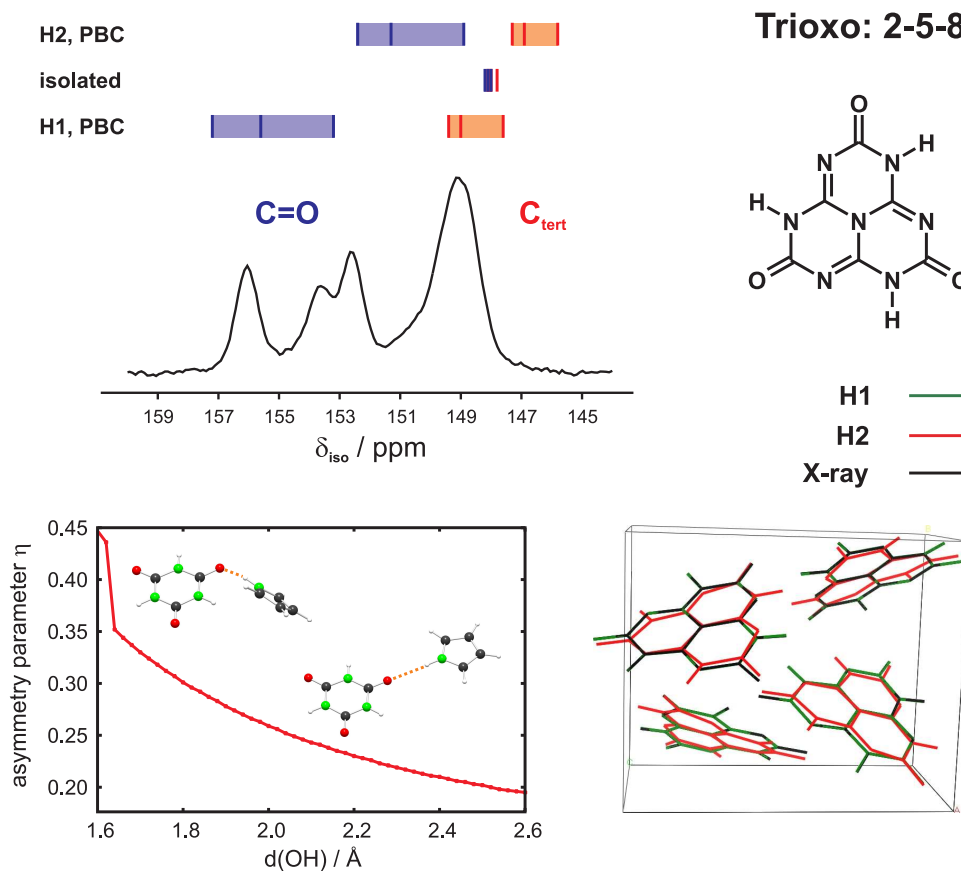 H2, PBC
Trioxo: 2-5-8
isolated
H1, PBC
C=O
C_tert
159 157 155 153 151 149 147 145
δ_iso / ppm
O
N N H
H N N N
O N N O
H
H1
H2
X-ray
0.45
0.40
0.35
0.30
0.25
0.20
asymmetry parameter η
1.6 1.8 2.0 2.2 2.4 2.6
d(OH) / Å
B
C
A